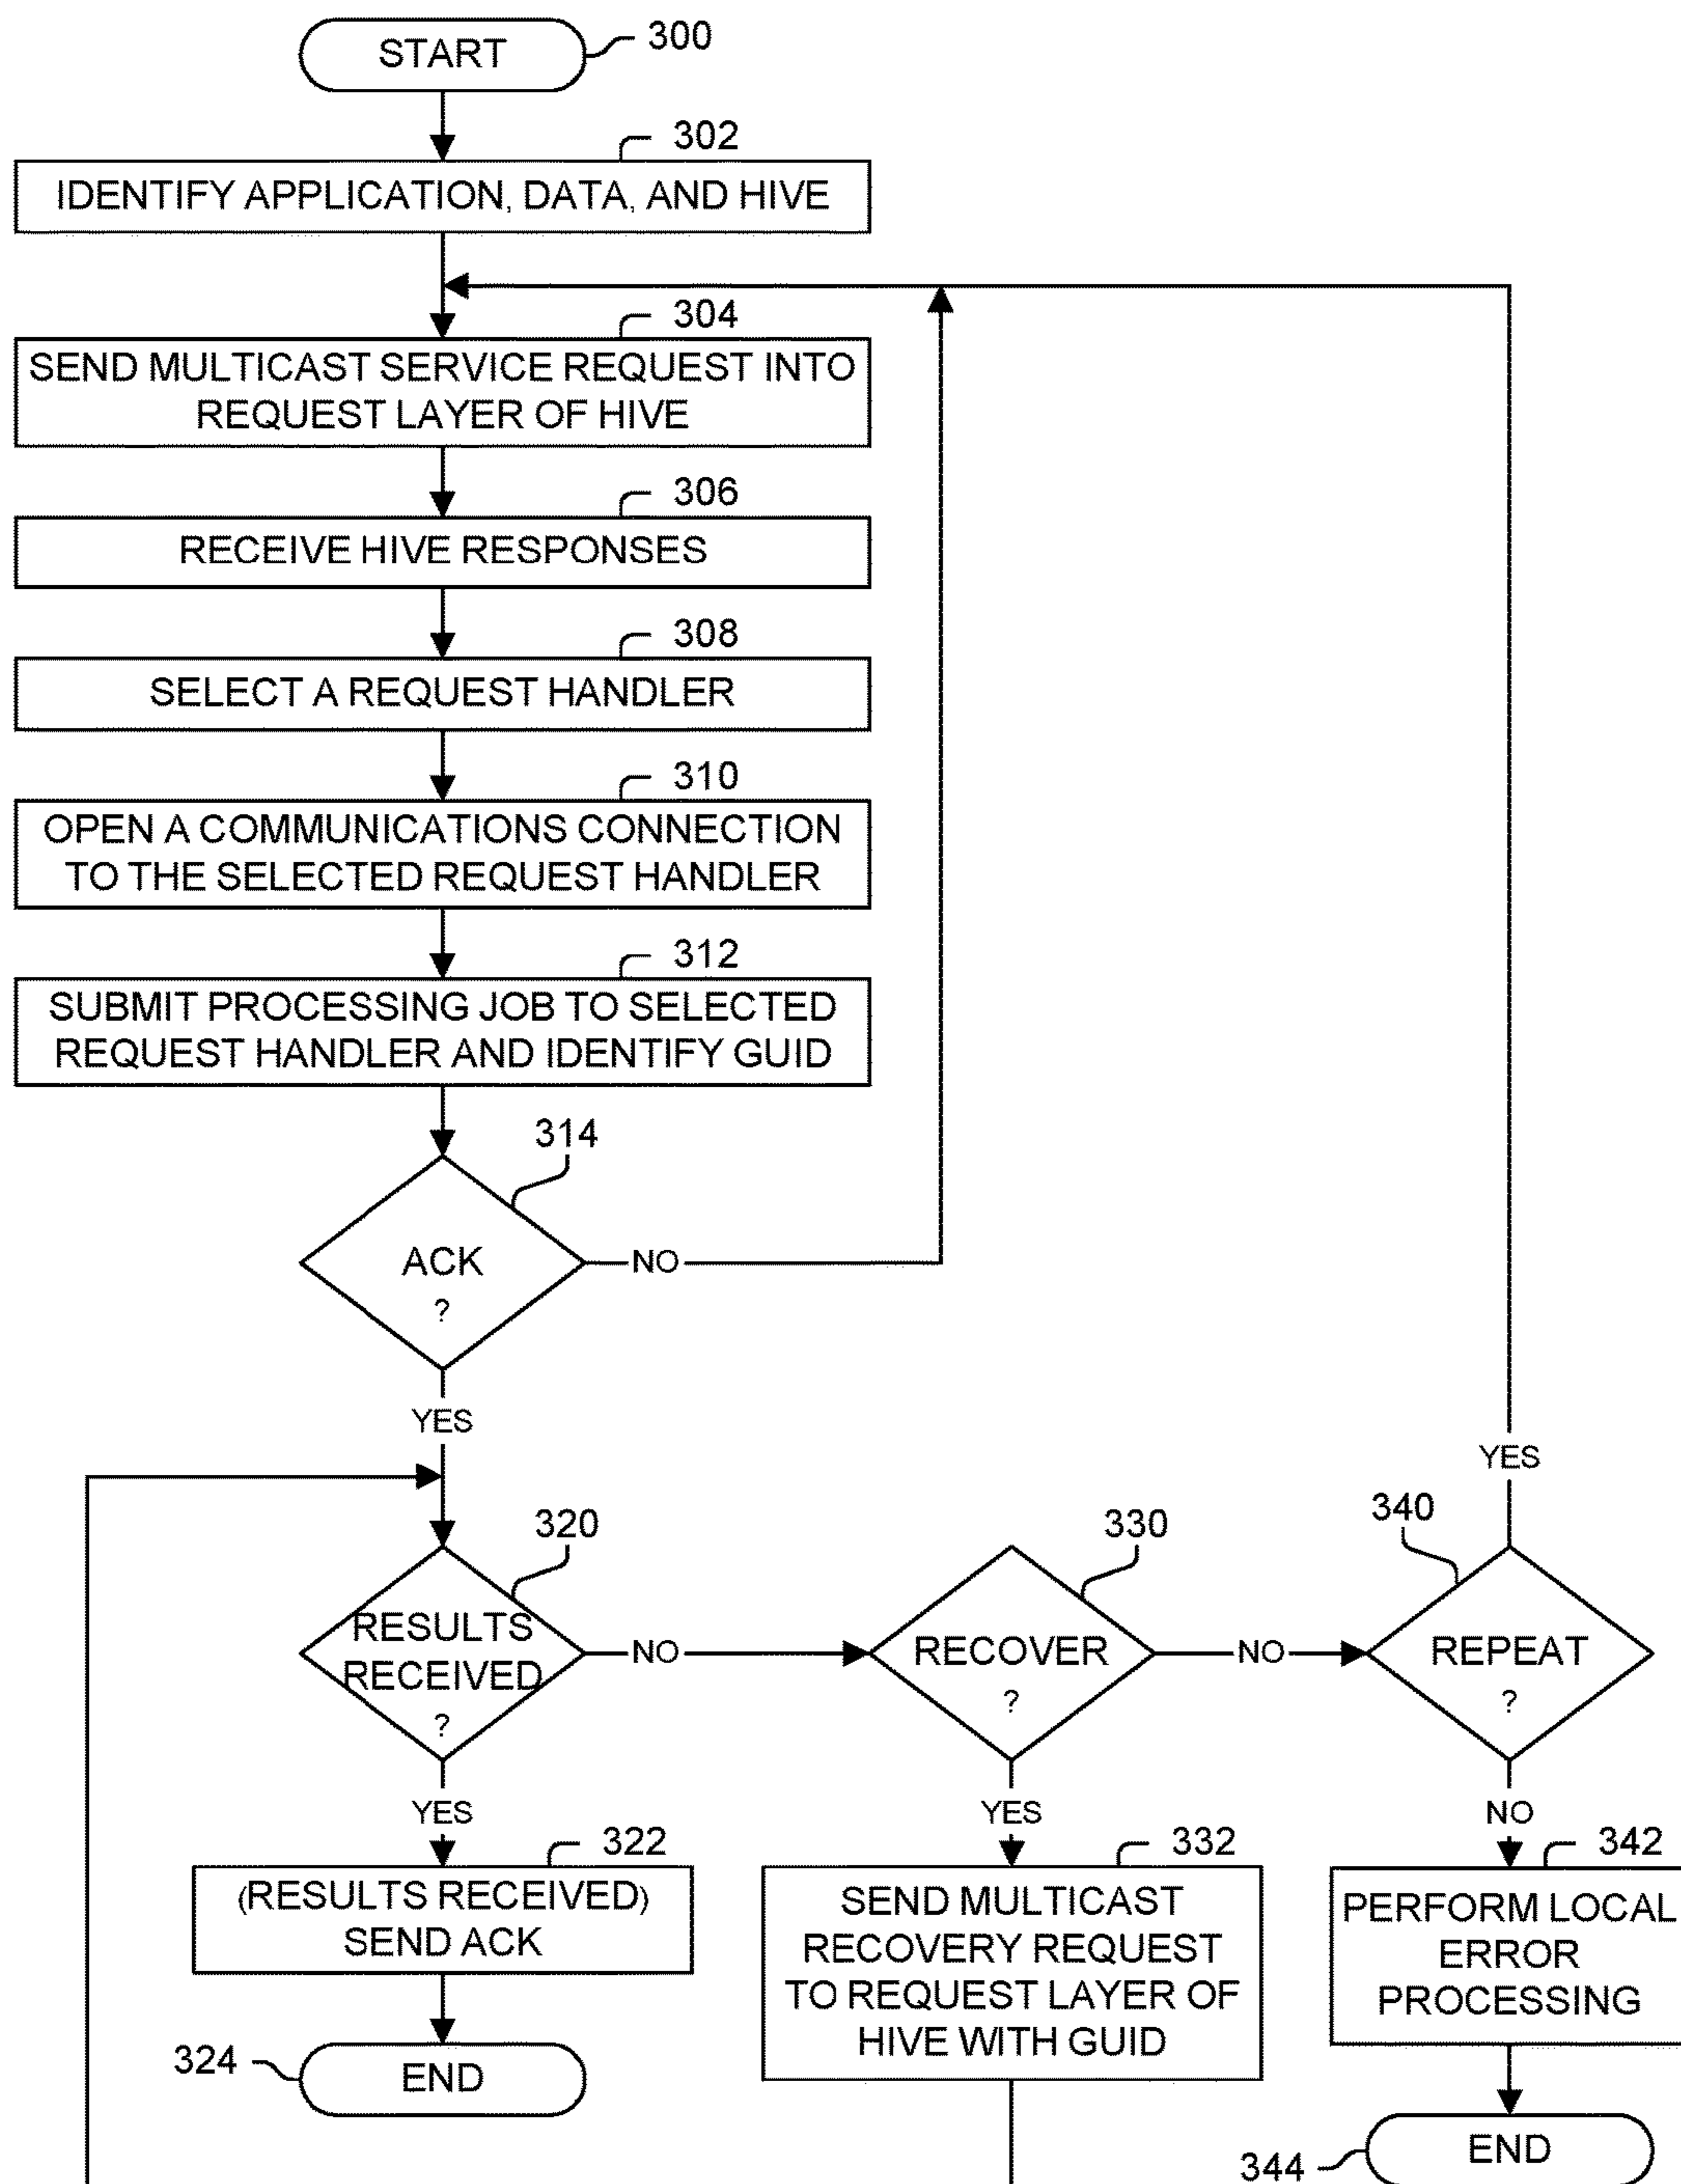 START
300
302
IDENTIFY APPLICATION, DATA, AND HIVE
304
SEND MULTICAST SERVICE REQUEST INTO
REQUEST LAYER OF HIVE
306
RECEIVE HIVE RESPONSES
308
SELECT A REQUEST HANDLER
310
OPEN A COMMUNICATIONS CONNECTION
TO THE SELECTED REQUEST HANDLER
312
SUBMIT PROCESSING JOB TO SELECTED
REQUEST HANDLER AND IDENTIFY GUID
314
ACK
?
NO
YES
320
RESULTS
RECEIVED
?
NO
330
RECOVER
?
NO
340
REPEAT
?
YES
YES
322
(RESULTS RECEIVED)
SEND ACK
324
END
YES
332
SEND MULTICAST
RECOVERY REQUEST
TO REQUEST LAYER OF
HIVE WITH GUID
NO
342
PERFORM LOCAL
ERROR
PROCESSING
344
END